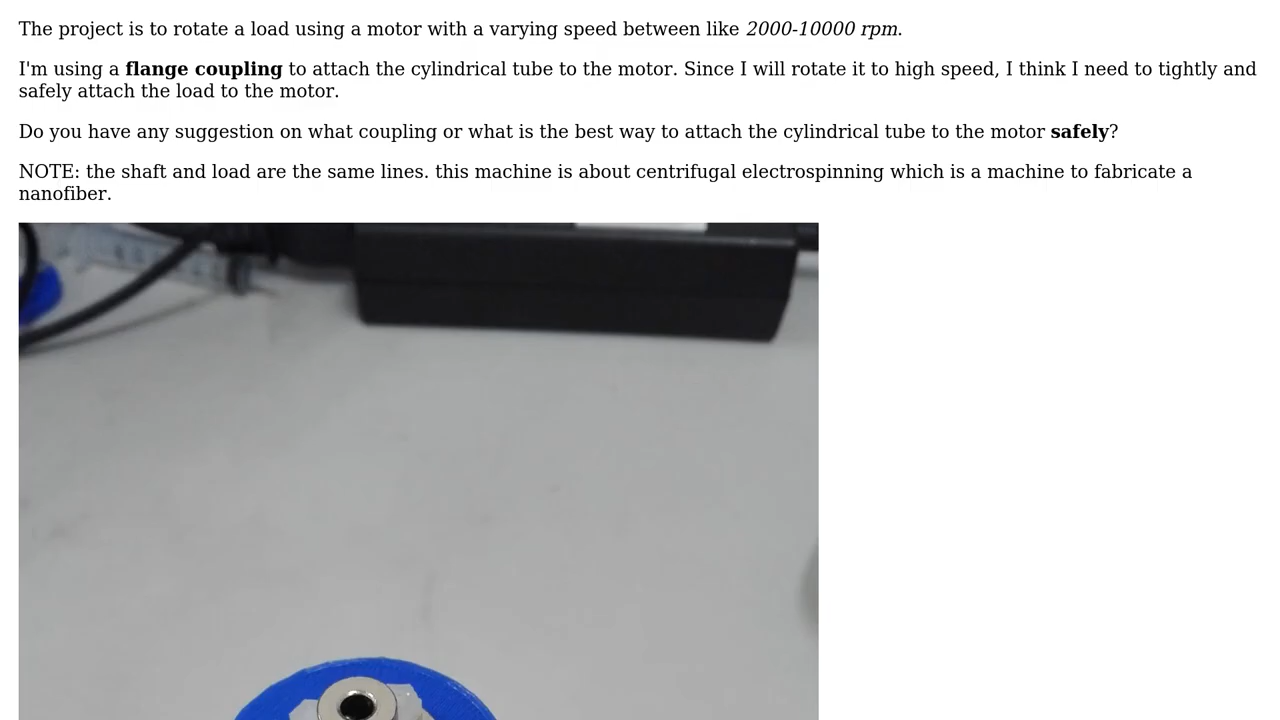 The project is to rotate a load using a motor with a varying speed between like 2000-10000 rpm.
I'm using a flange coupling to attach the cylindrical tube to the motor. Since I will rotate it to high speed, I think I need to tightly and
safely attach the load to the motor.
Do you have any suggestion on what coupling or what is the best way to attach the cylindrical tube to the motor safely?
NOTE: the shaft and load are the same lines. this machine is about centrifugal electrospinning which is a machine to fabricate a
nanofiber.